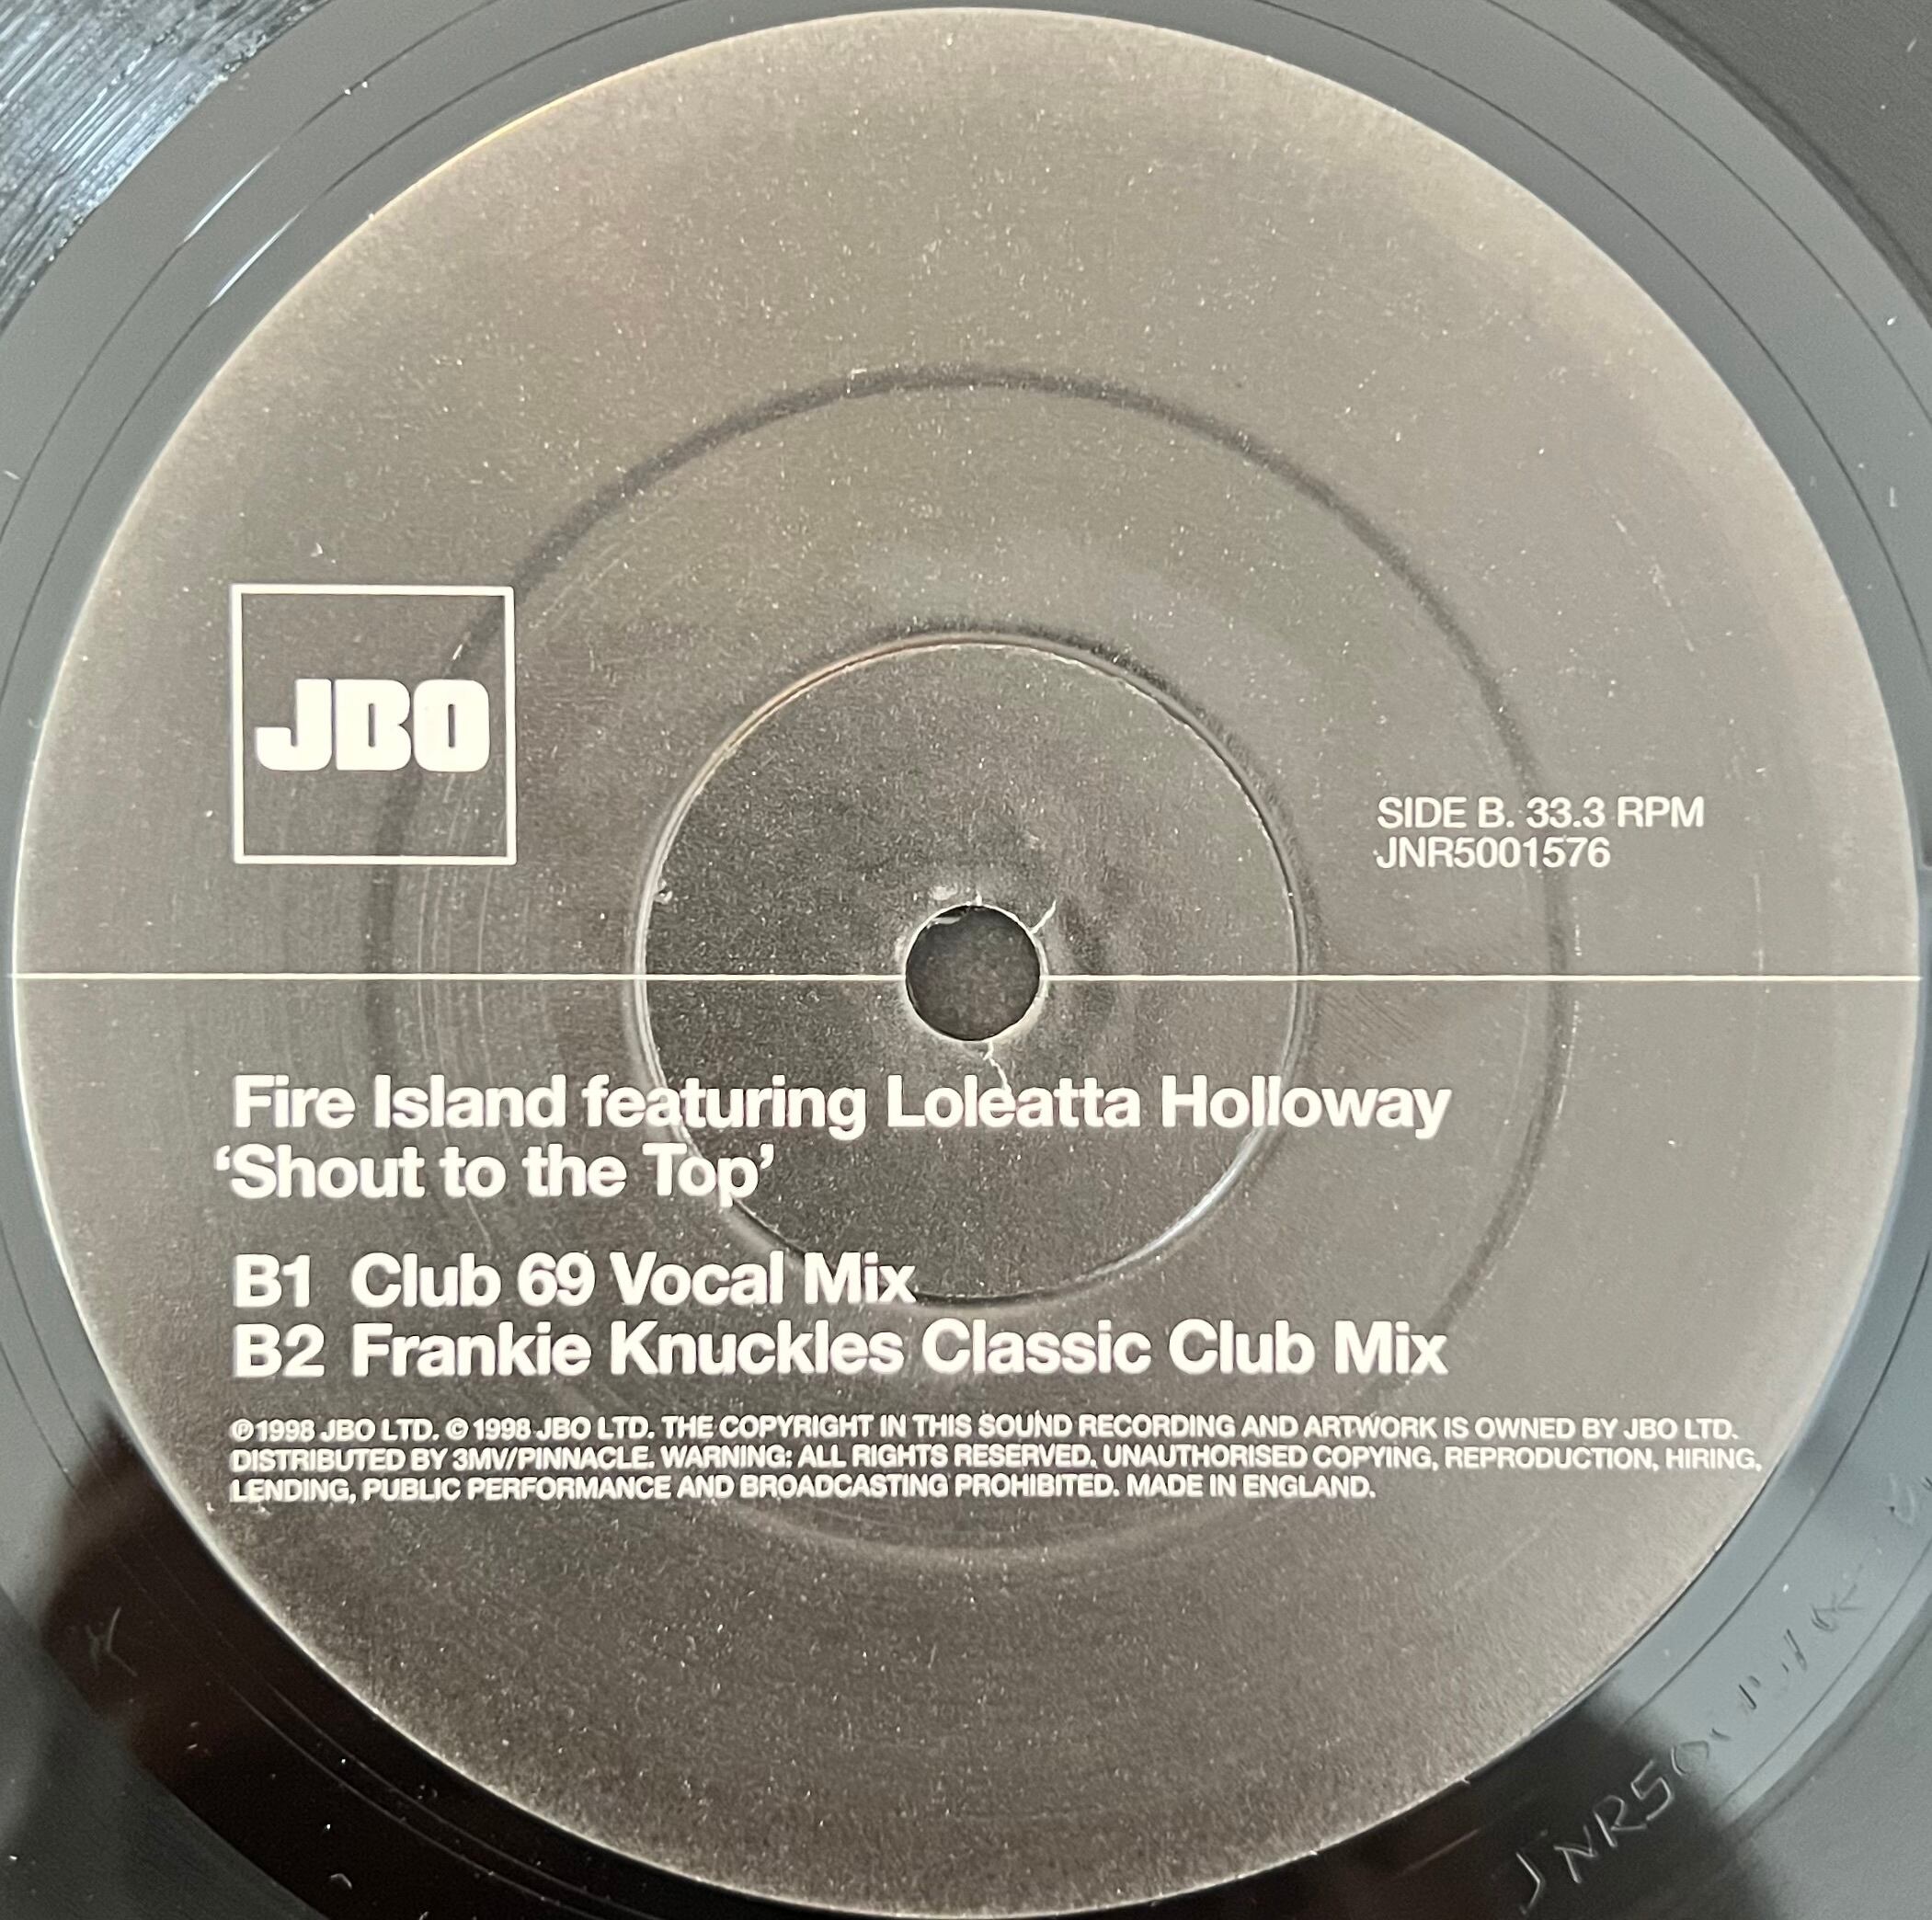 JBO
SIDE B. 33.3 RPM
JNR5001576
Fire Island featuring Loleatta Holloway
‘Shout to the Top’
B1 Club 69 Vocal Mix
B2 Frankie Knuckles Classic Club Mix
℗1998 JBO LTD. © 1998 JBO LTD. THE COPYRIGHT IN THIS SOUND RECORDING AND ARTWORK IS OWNED BY JBO LTD.
DISTRIBUTED BY 3MV/PINNACLE. WARNING: ALL RIGHTS RESERVED. UNAUTHORISED COPYING, REPRODUCTION, HIRING,
LENDING, PUBLIC PERFORMANCE AND BROADCASTING PROHIBITED. MADE IN ENGLAND.